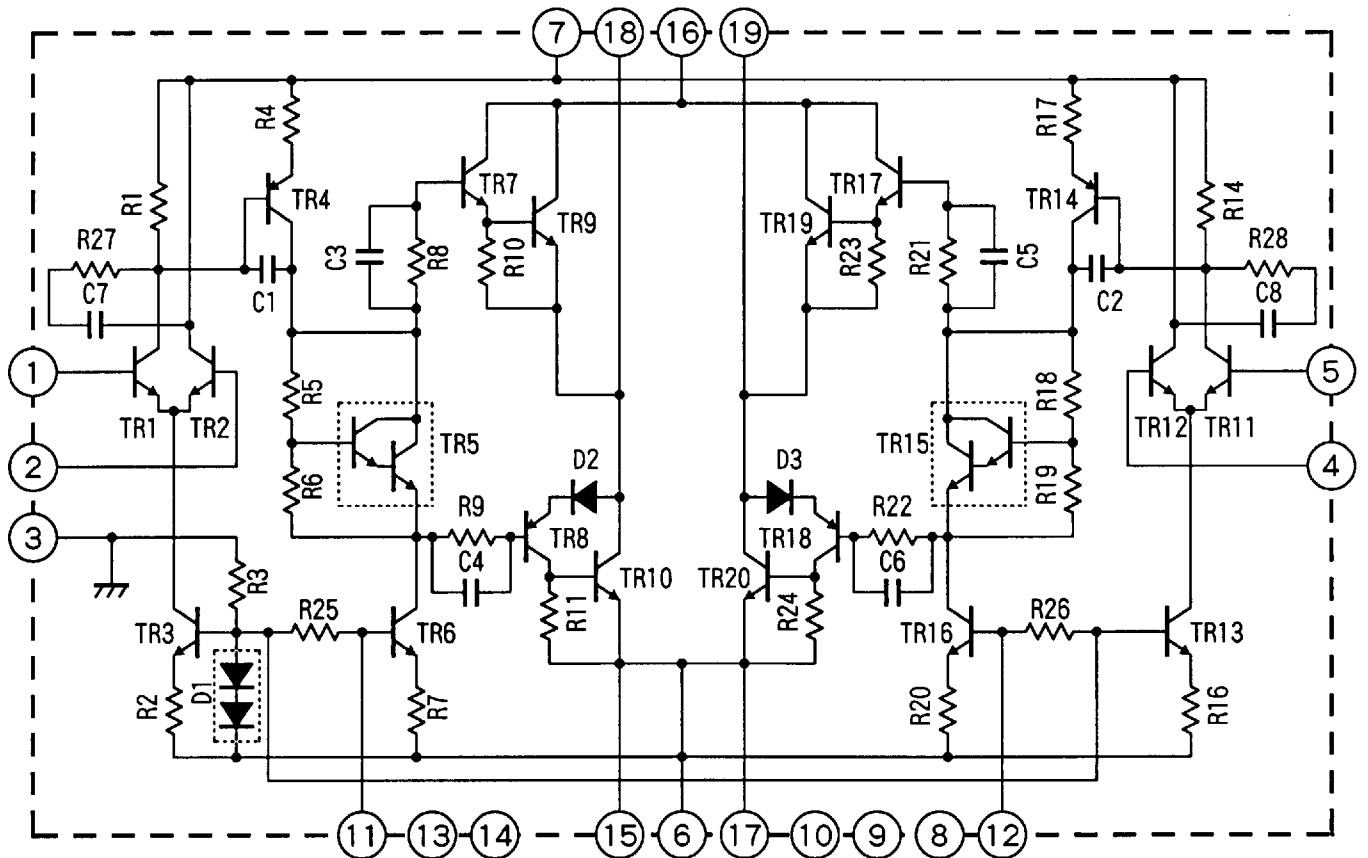 7 18 16 19
R4 R17
R1 TR4 TR7 TR9 TR17 TR19 TR14 R14
R27 C3 R8 R10 R23 R21 C5 R28
C7 C1 C2 C8
1 5
TR1 TR2 R5 TR5 TR15 R18 TR12 TR11
2 D2 D3 4
R6 R9 R22 R19
3 TR8 TR18
C4 TR10 TR20 C6
R3 R25 R11 R24 R26
TR3 TR6 TR16 TR13
R2 D1 R7 R20 R16
11 13 14 15 6 17 10 9 8 12